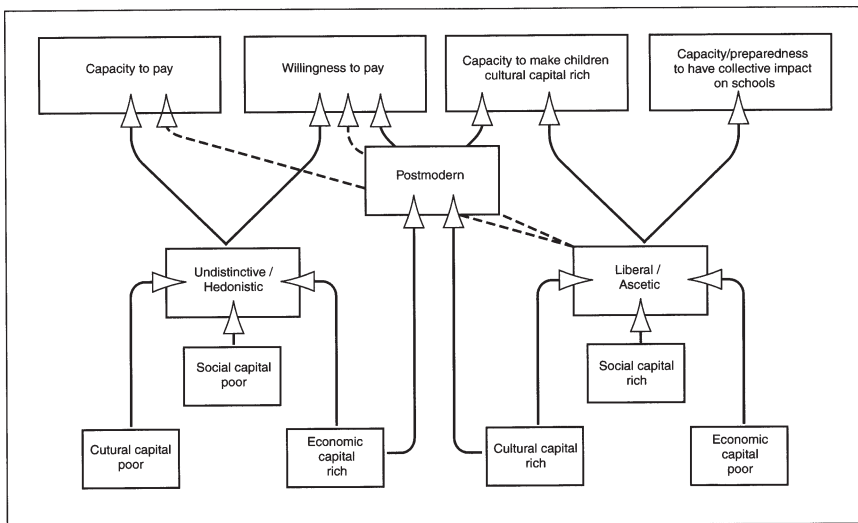 Capacity to pay
Willingness to pay
Capacity to make children
cultural capital rich
Capacity/preparedness
to have collective impact
on schools
Postmodern
Undistinctive /
Hedonistic
Liberal /
Ascetic
Social capital
poor
Social capital
rich
Cutural capital
poor
Economic
capital
rich
Cultural capital
rich
Economic
capital
poor